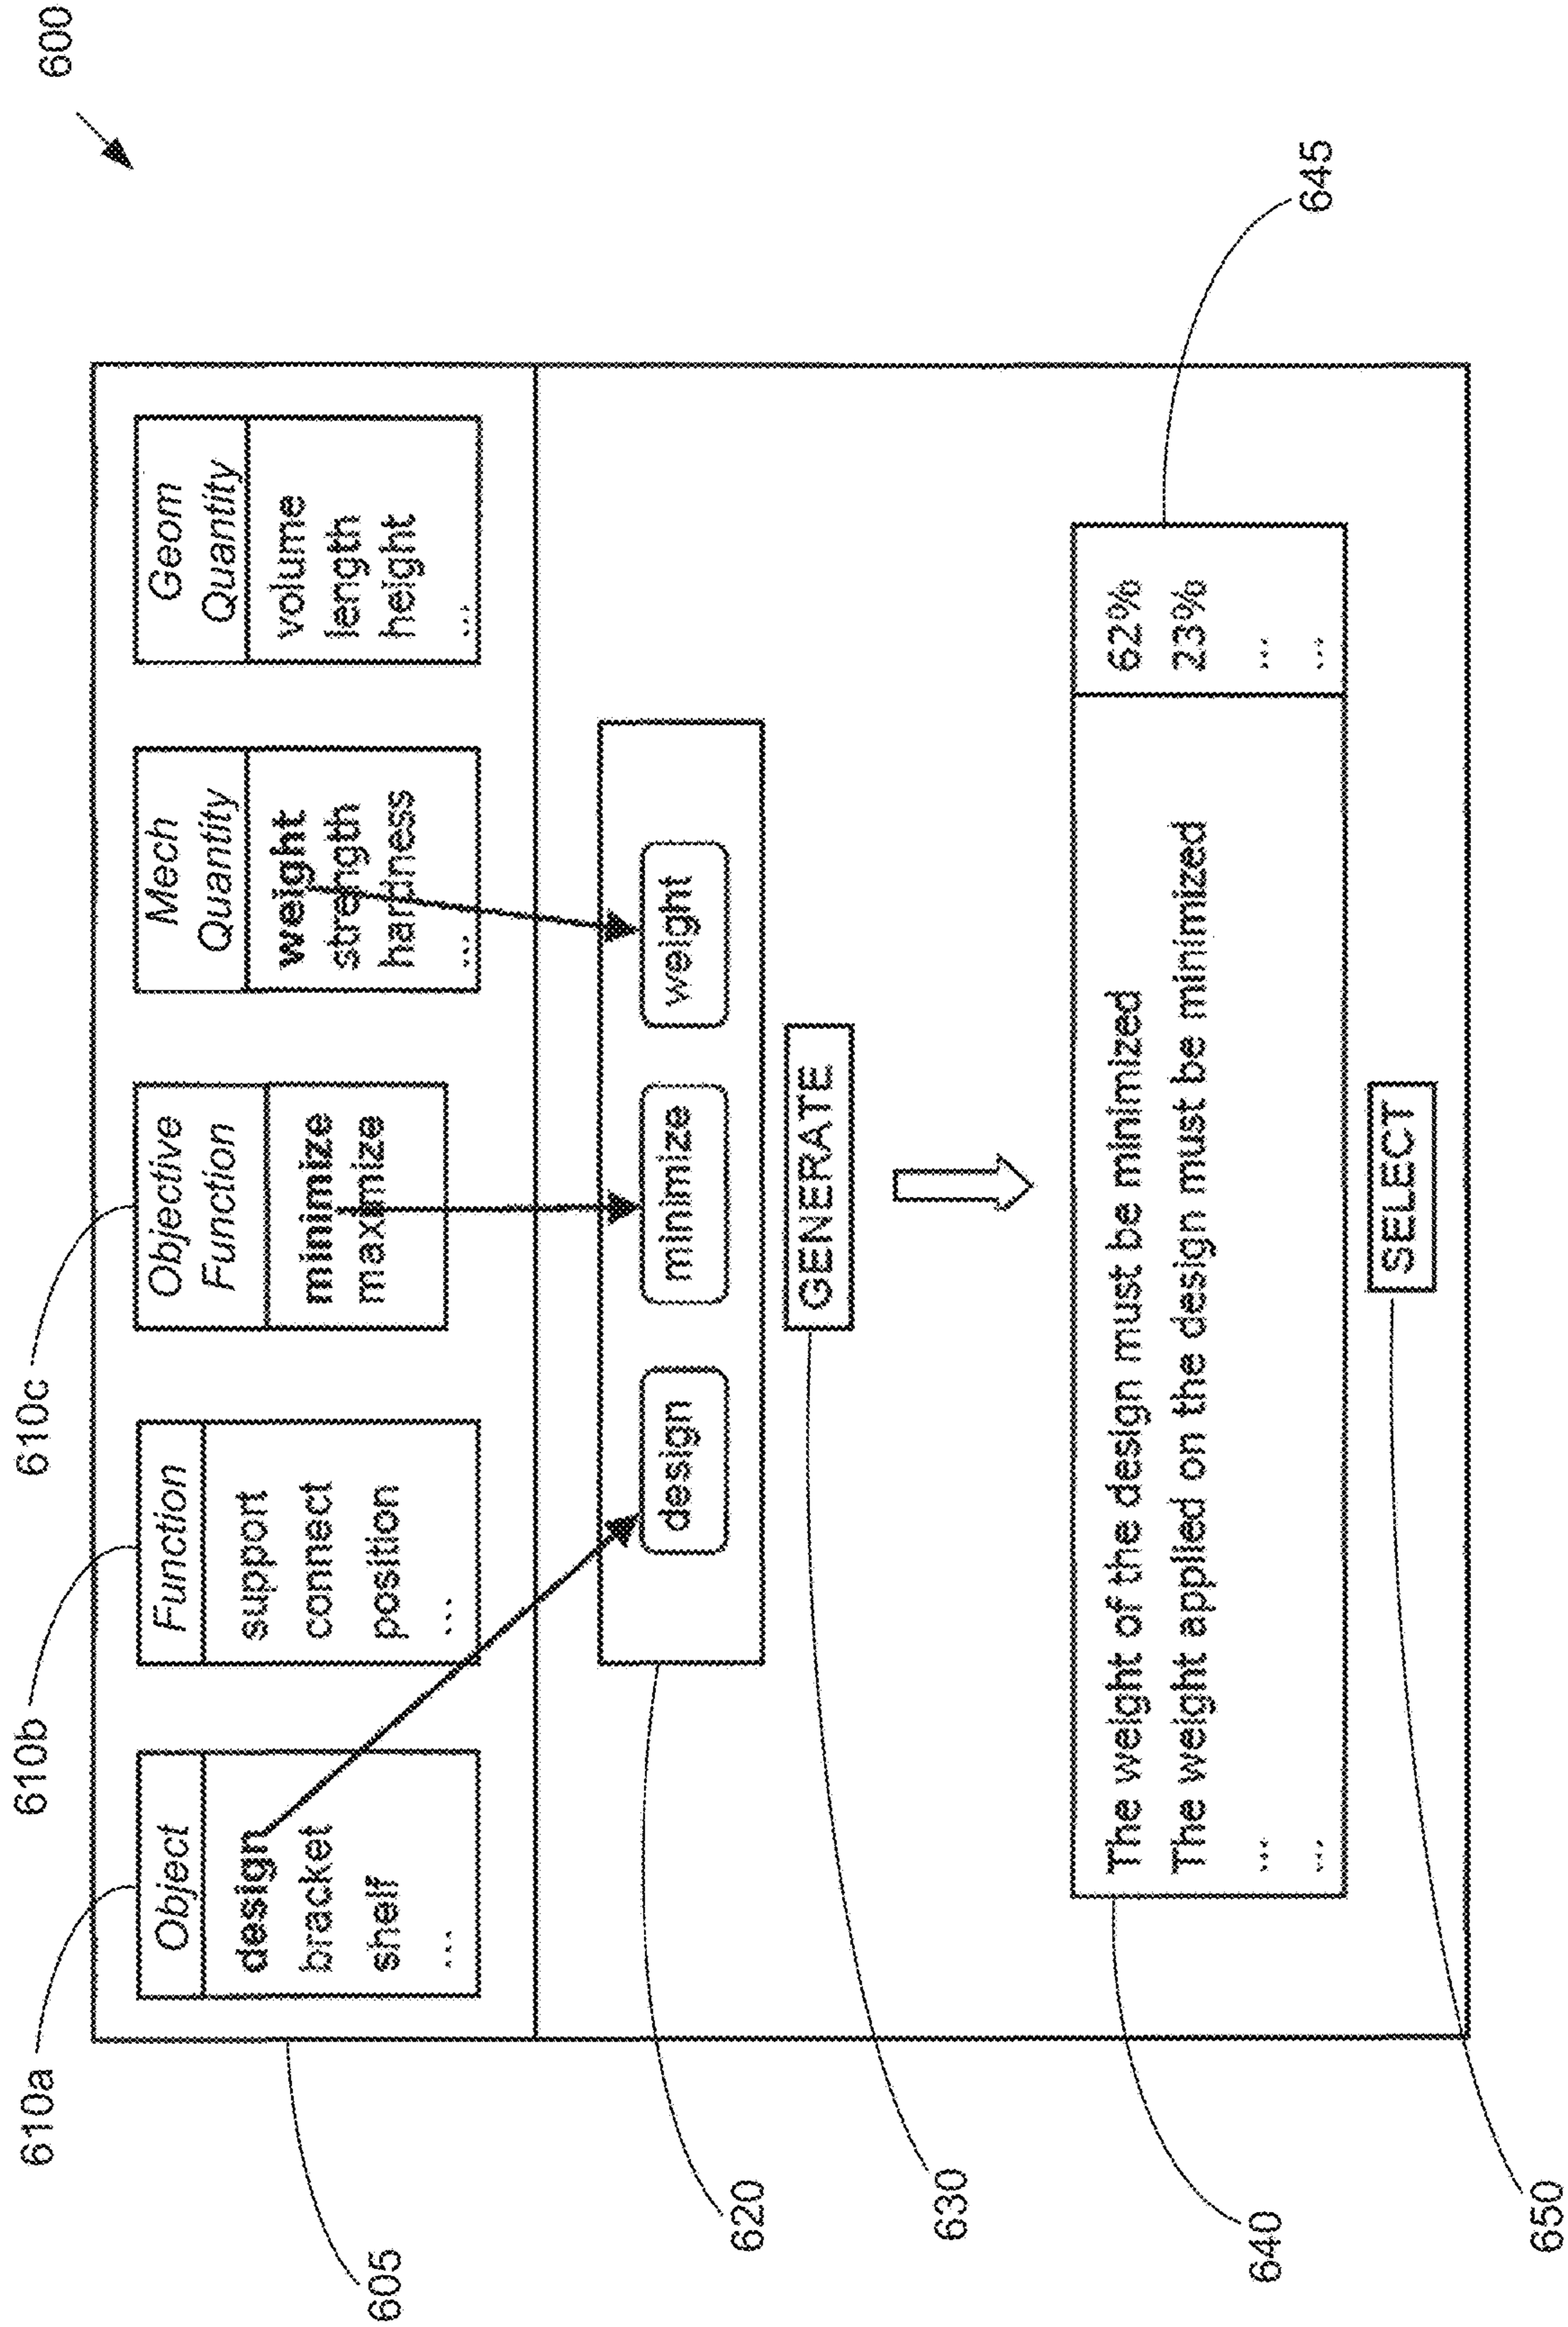 600
610a
610b
610c
Object
design
bracket
shelf
...
Function
support
connect
position
...
Objective
Function
minimize
maximize
Mech
Quantity
weight
strength
hardness
...
Geom
Quantity
volume
length
height
...
605
design
minimize
weight
620
GENERATE
630
645
The weight of the design must be minimized 62%
The weight applied on the design must be minimized 23%
... ...
... ...
640
SELECT
650